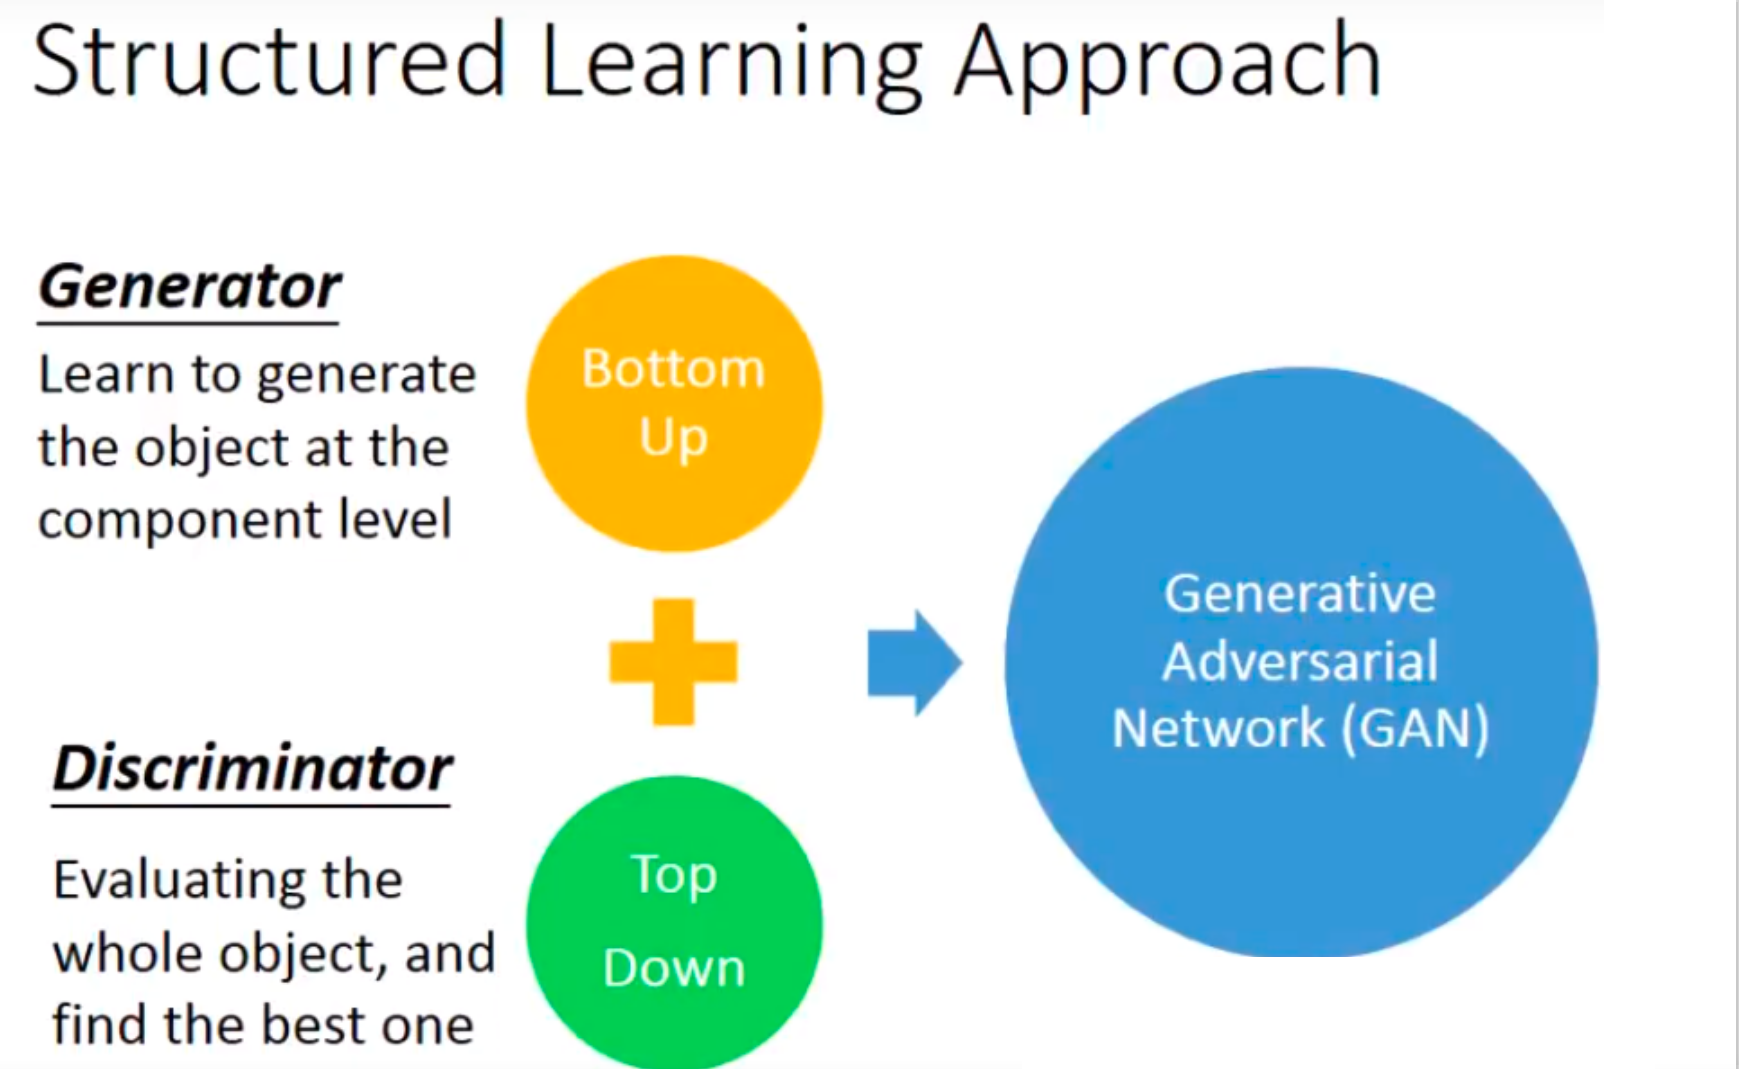 Structured Learning Approach
Generator
Learn to generate
the object at the
component level
Bottom
Up
Discriminator
Evaluating the
whole object, and
find the best one
Top
Down
Generative
Adversarial
Network (GAN)